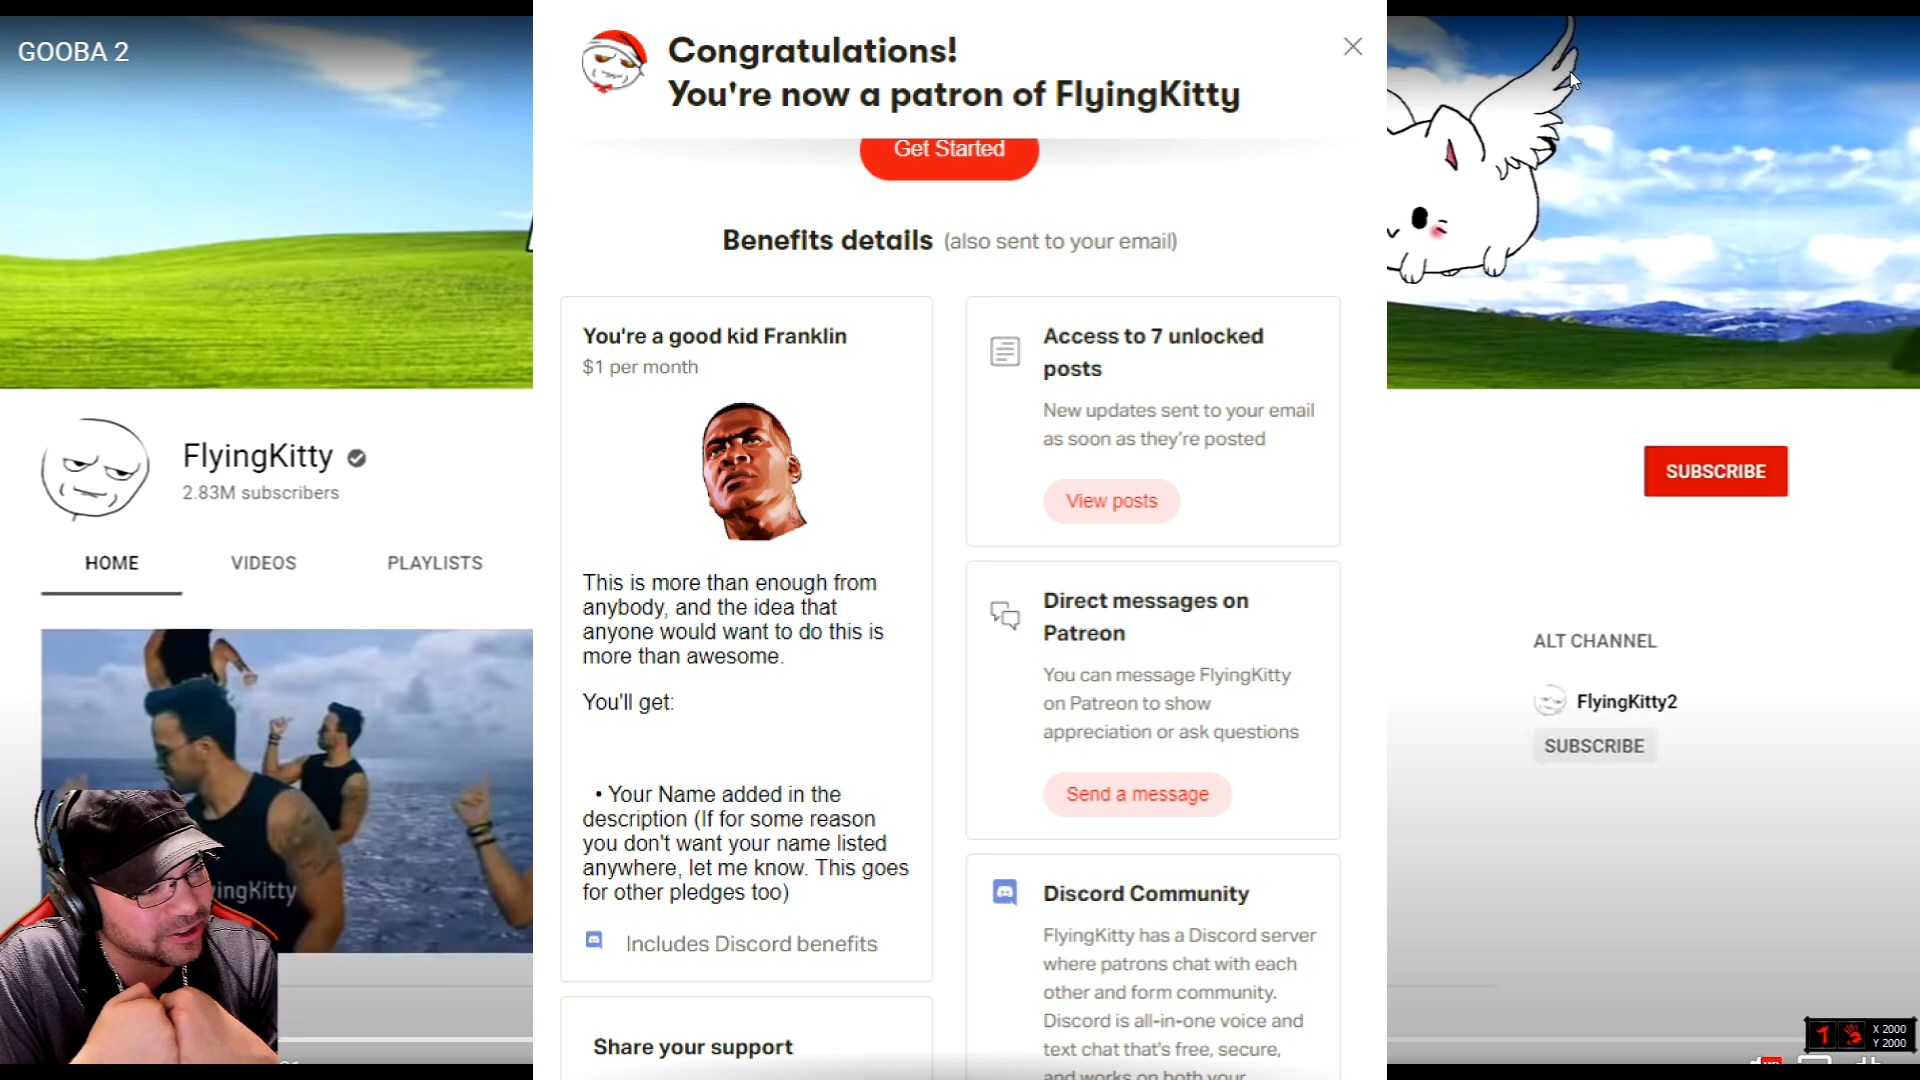 GOOBA 2
Congratulations!
You're now a patron of FlyingKitty
Get Started
Benefits details (also sent to your email)
You're a good kid Franklin
$1 per month
This is more than enough from
anybody, and the idea that
anyone would want to do this is
more than awesome.
You'll get:
• Your Name added in the
description (If for some reason
you don't want your name listed
anywhere, let me know. This goes
for other pledges too)
Includes Discord benefits
Share your support
Access to 7 unlocked
posts
New updates sent to your email
as soon as they’re posted
View posts
Direct messages on
Patreon
You can message FlyingKitty
on Patreon to show
appreciation or ask questions
Send a message
Discord Community
FlyingKitty has a Discord server
where patrons chat with each
other and form community.
Discord is all-in-one voice and
text chat that's free, secure,
and works on both your
FlyingKitty
2.83M subscribers
HOME
VIDEOS
PLAYLISTS
yingKitty
SUBSCRIBE
ALT CHANNEL
FlyingKitty2
SUBSCRIBE
X 2000
Y 2000